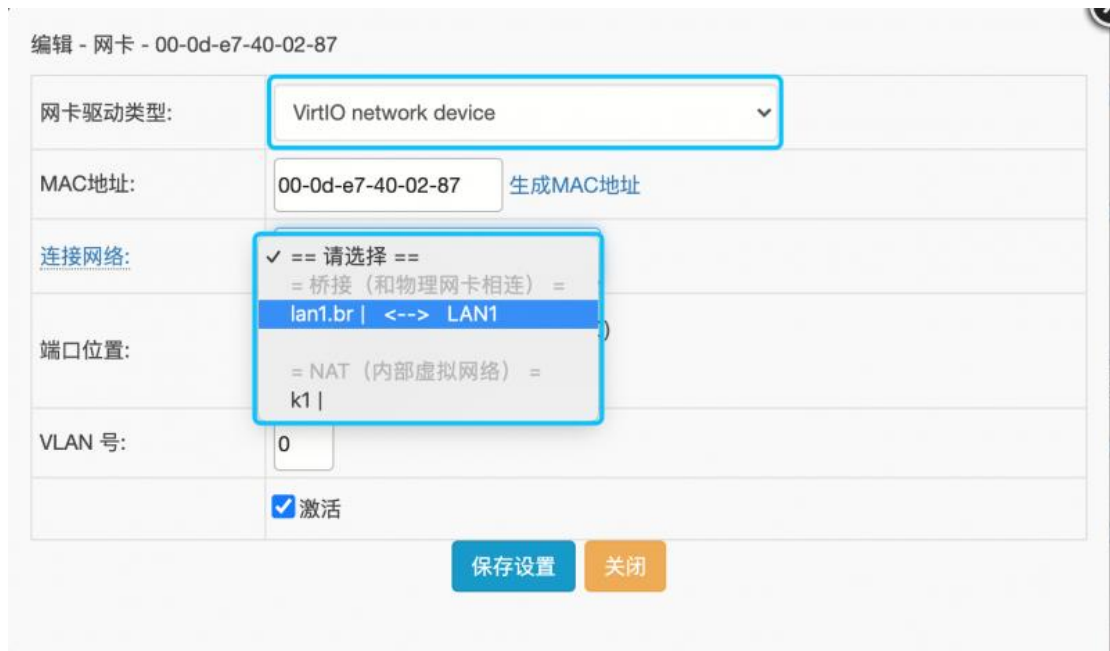 编辑 - 网卡 - 00-0d-e7-40-02-87
网卡驱动类型:
VirtIO network device
MAC地址:
00-0d-e7-40-02-87 生成MAC地址
连接网络:
✓ == 请选择 ==
= 桥接（和物理网卡相连） =
lan1.br | <--> LAN1
端口位置:
)
= NAT（内部虚拟网络） =
k1 |
VLAN 号:
0
激活
保存设置
关闭